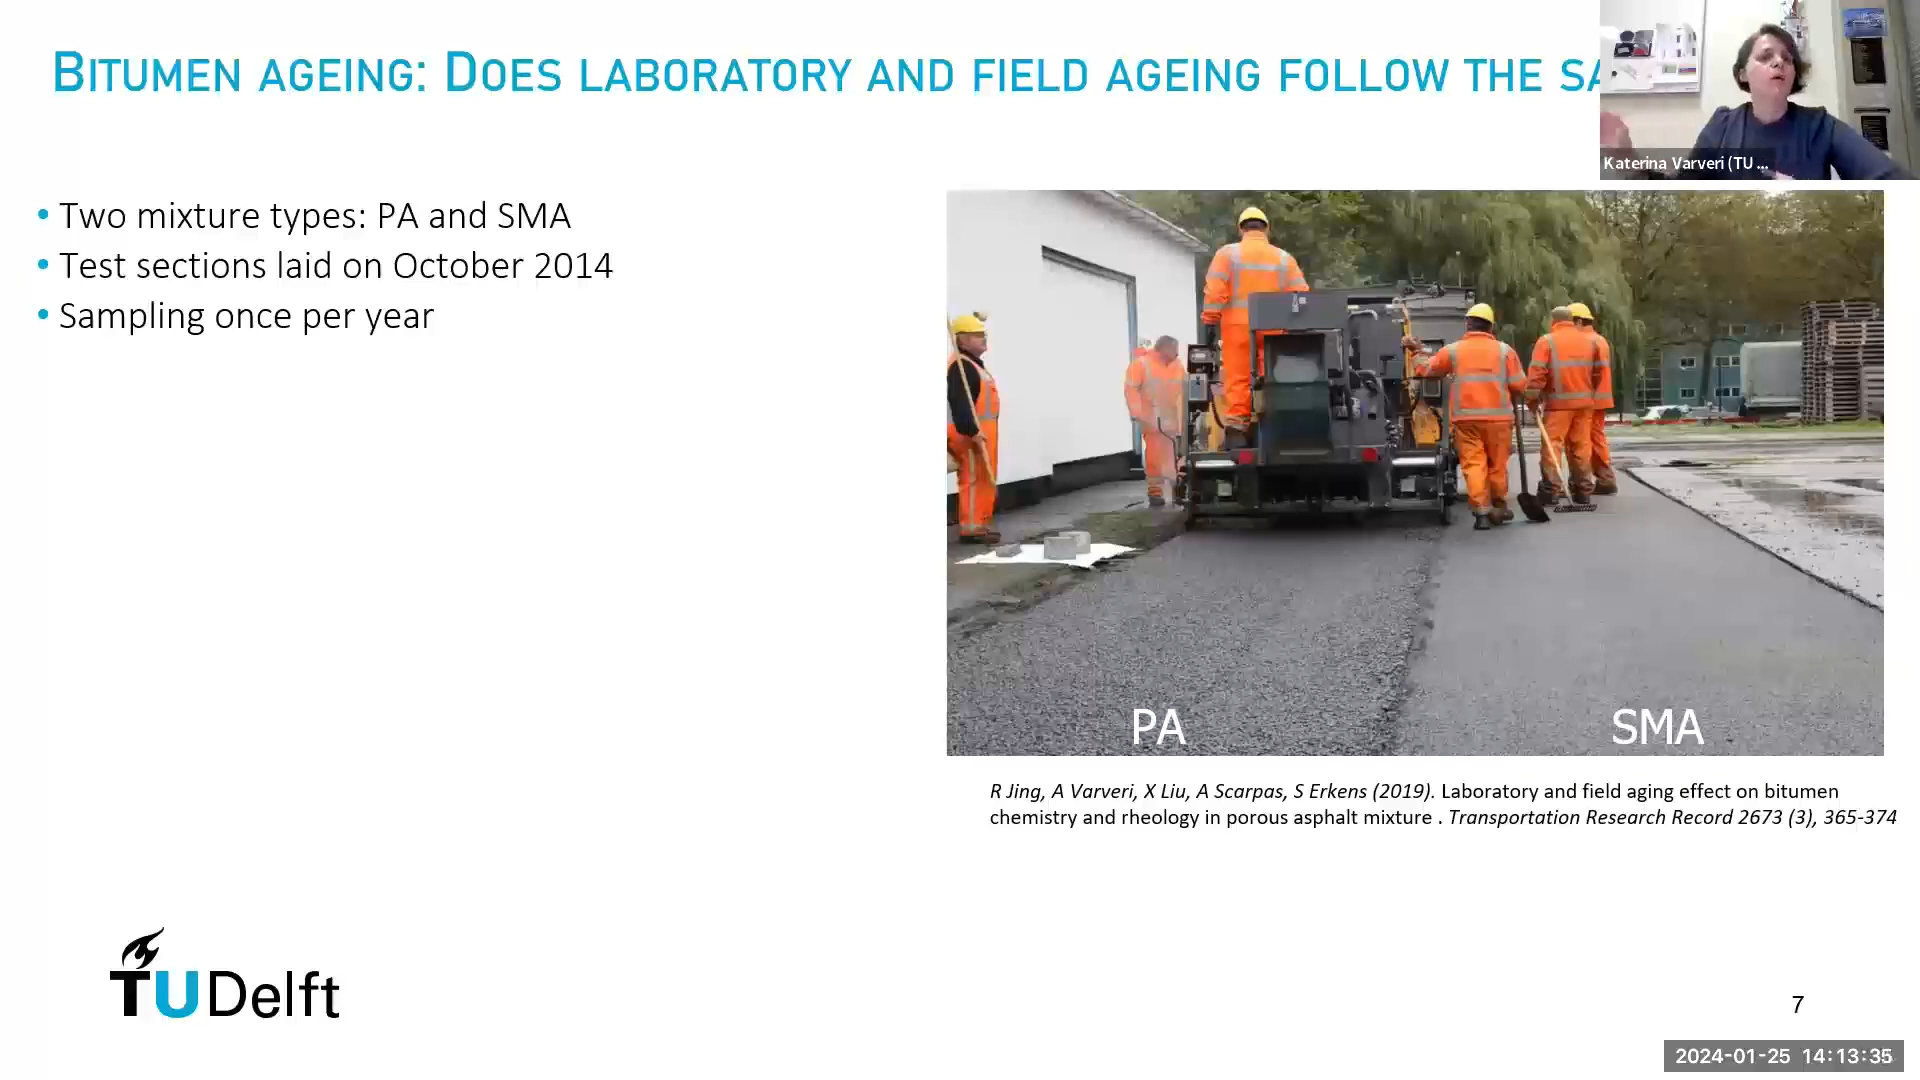 BITUMEN AGEING: DOES LABORATORY AND FIELD AGEING FOLLOW THE SA
Katerina Varveri (TU ...
• Two mixture types: PA and SMA
• Test sections laid on October 2014
• Sampling once per year
PA
SMA
R Jing, A Varveri, X Liu, A Scarpas, S Erkens (2019). Laboratory and field aging effect on bitumen
chemistry and rheology in porous asphalt mixture . Transportation Research Record 2673 (3), 365-374
TU Delft
7
2024-01-25 14:13:35